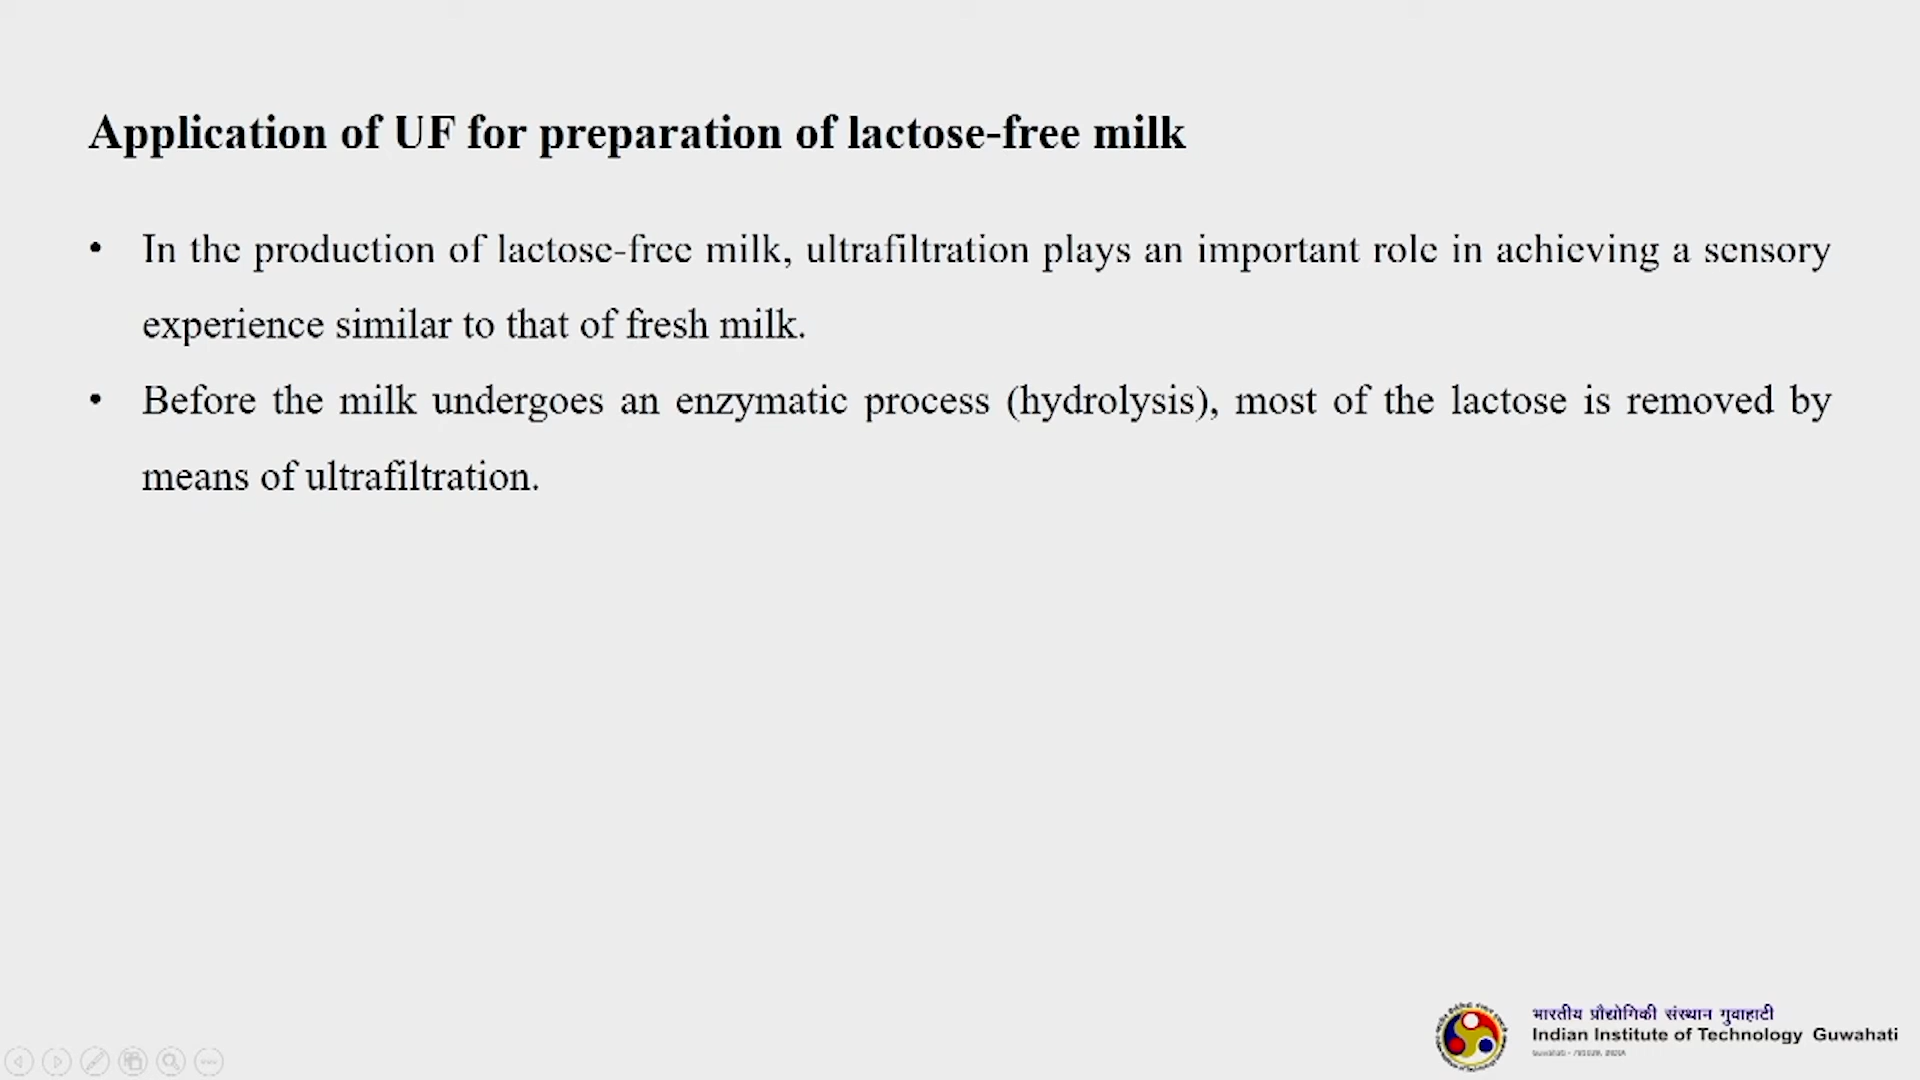 Application of UF for preparation of lactose-free milk
• In the production of lactose-free milk, ultrafiltration plays an important role in achieving a sensory
experience similar to that of fresh milk.
• Before the milk undergoes an enzymatic process (hydrolysis), most of the lactose is removed by
means of ultrafiltration.
भारतीय प्रौद्योगिकी संस्थान गुवाहाटी
Indian Institute of Technology Guwahati